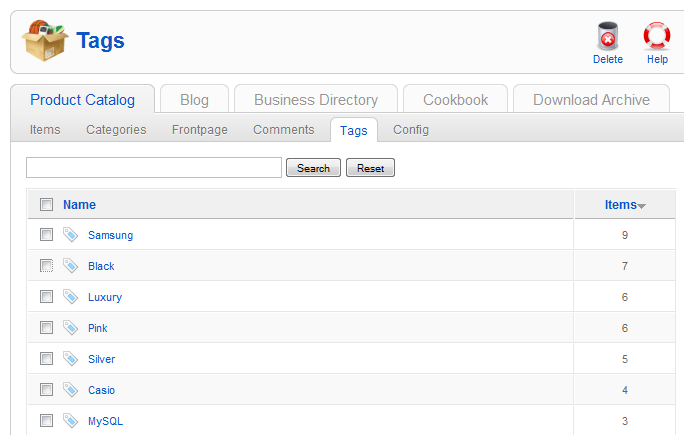 Tags
Delete
Help
Product Catalog
Blog
Business Directory
Cookbook
Download Archive
Items
Categories
Frontpage
Comments
Tags
Config
Search
Reset
Name
Items
Samsung 9
Black 7
Luxury 6
Pink 6
Silver 5
Casio 4
MySQL 3